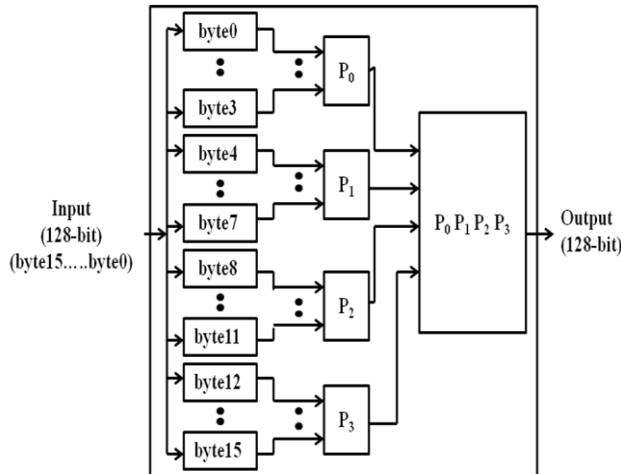 byte0
byte3
P0
byte4
byte7
P1
Input
(128-bit)
(byte15.....byte0)
byte8
byte11
P2
byte12
byte15
P3
P0 P1 P2 P3
Output
(128-bit)